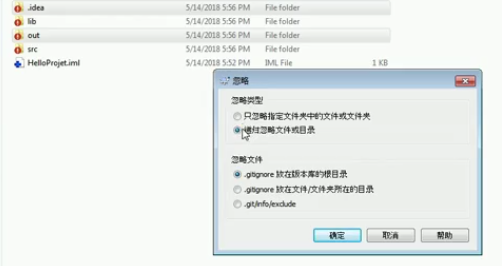 .idea 5/14/2018 5:56 PM File folder
lib 5/14/2018 5:56 PM File folder
out 5/14/2018 5:56 PM File folder
src 5/14/2018 5:56 PM File folder
HelloProjet.iml 5/14/2018 5:52 PM IML File 1 KB
忽略
忽略类型
只忽略指定文件夹中的文件或文件夹
递归忽略文件或目录
忽略文件
.gitignore 放在版本库的根目录
.gitignore 放在文件/文件夹所在的目录
.git/info/exclude
确定 取消 帮助